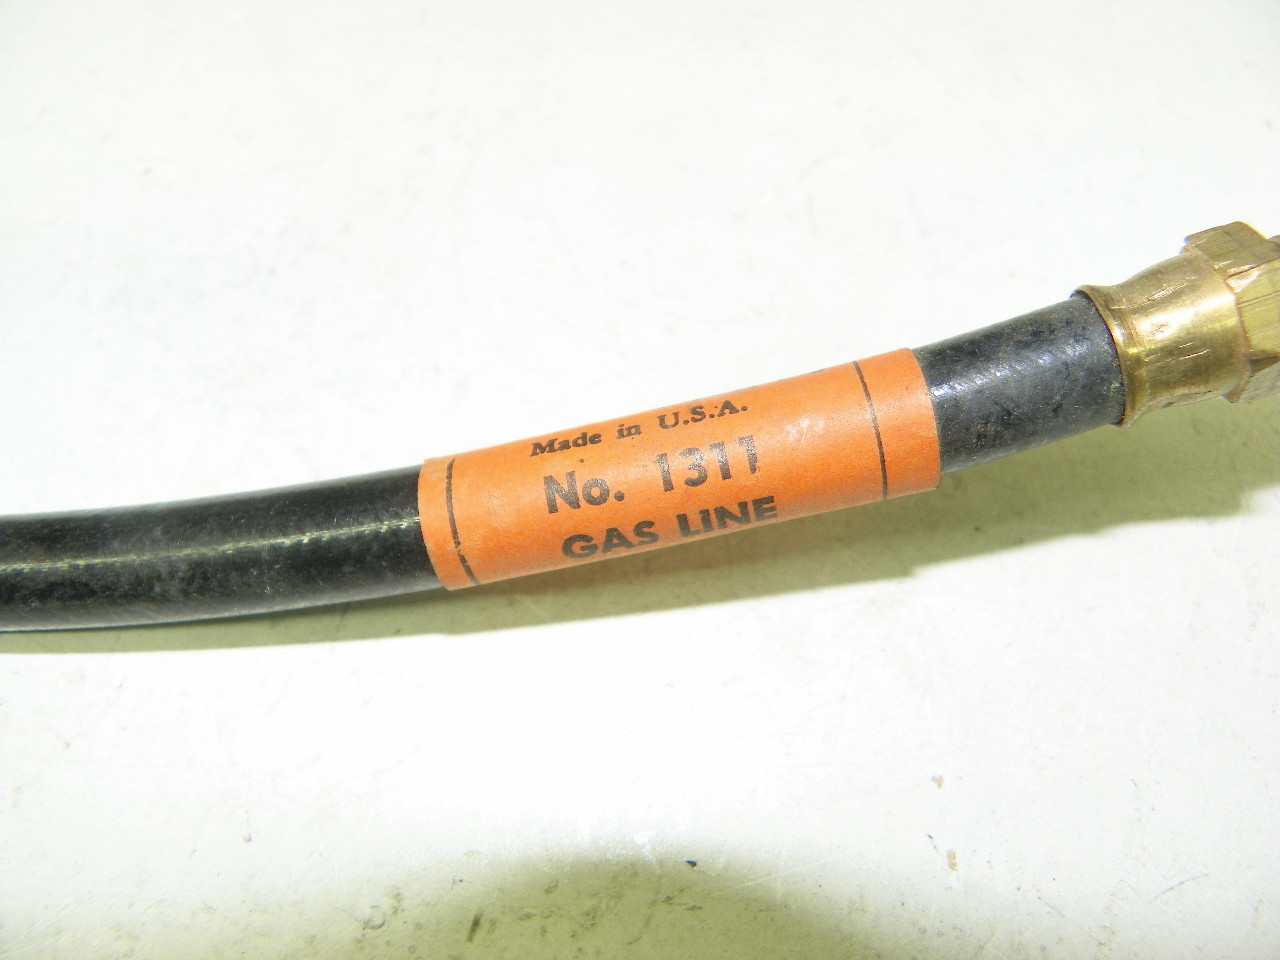 Made in U.S.A.
No. 1311
GAS LINE